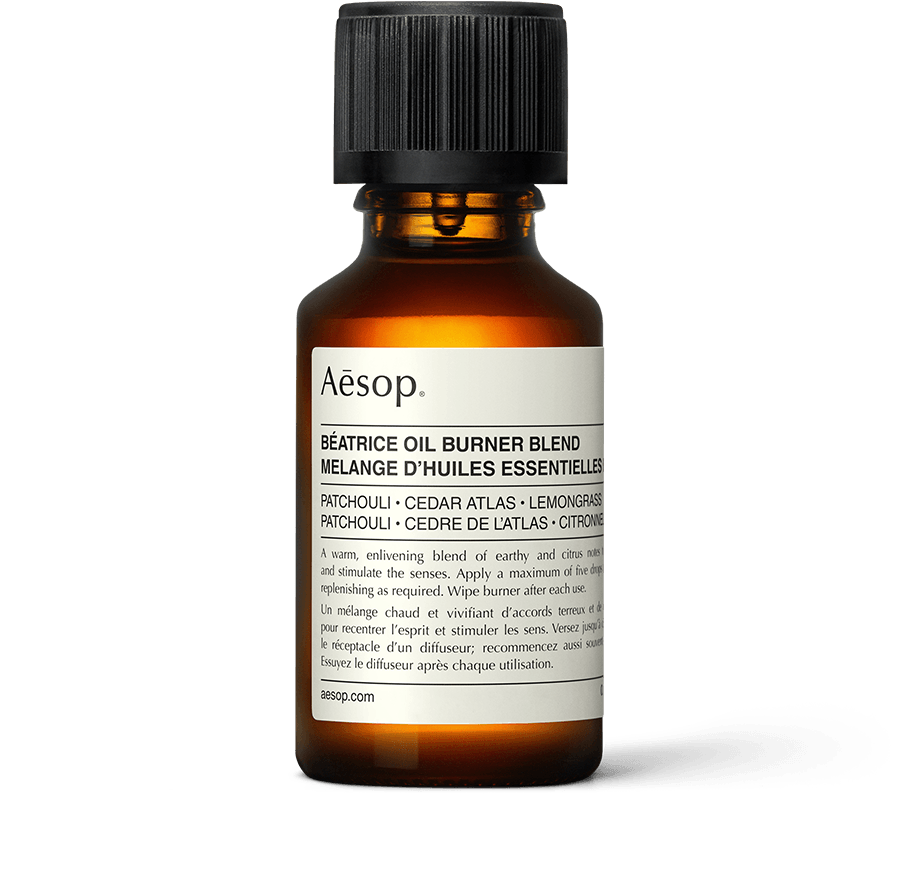 Aēsop®
BÉATRICE OIL BURNER BLEND
MELANGE D’HUILES ESSENTIELLES
PATCHOULI • CEDAR ATLAS • LEMONGRASS
PATCHOULI • CEDRE DE L’ATLAS •
A warm, enlivening blend of earthy and citrus notes
and stimulate the senses. Apply a maximum of five drops
replenishing as required. Wipe burner after each use.
Un mélange chaud et vivifiant d’accords terreux et de
pour recentrer l’esprit et stimuler les sens. Versez jusqu’à
le réceptacle d’un diffuseur; recommencez aussi
Essuyez le diffuseur après chaque utilisation.
aesop.com